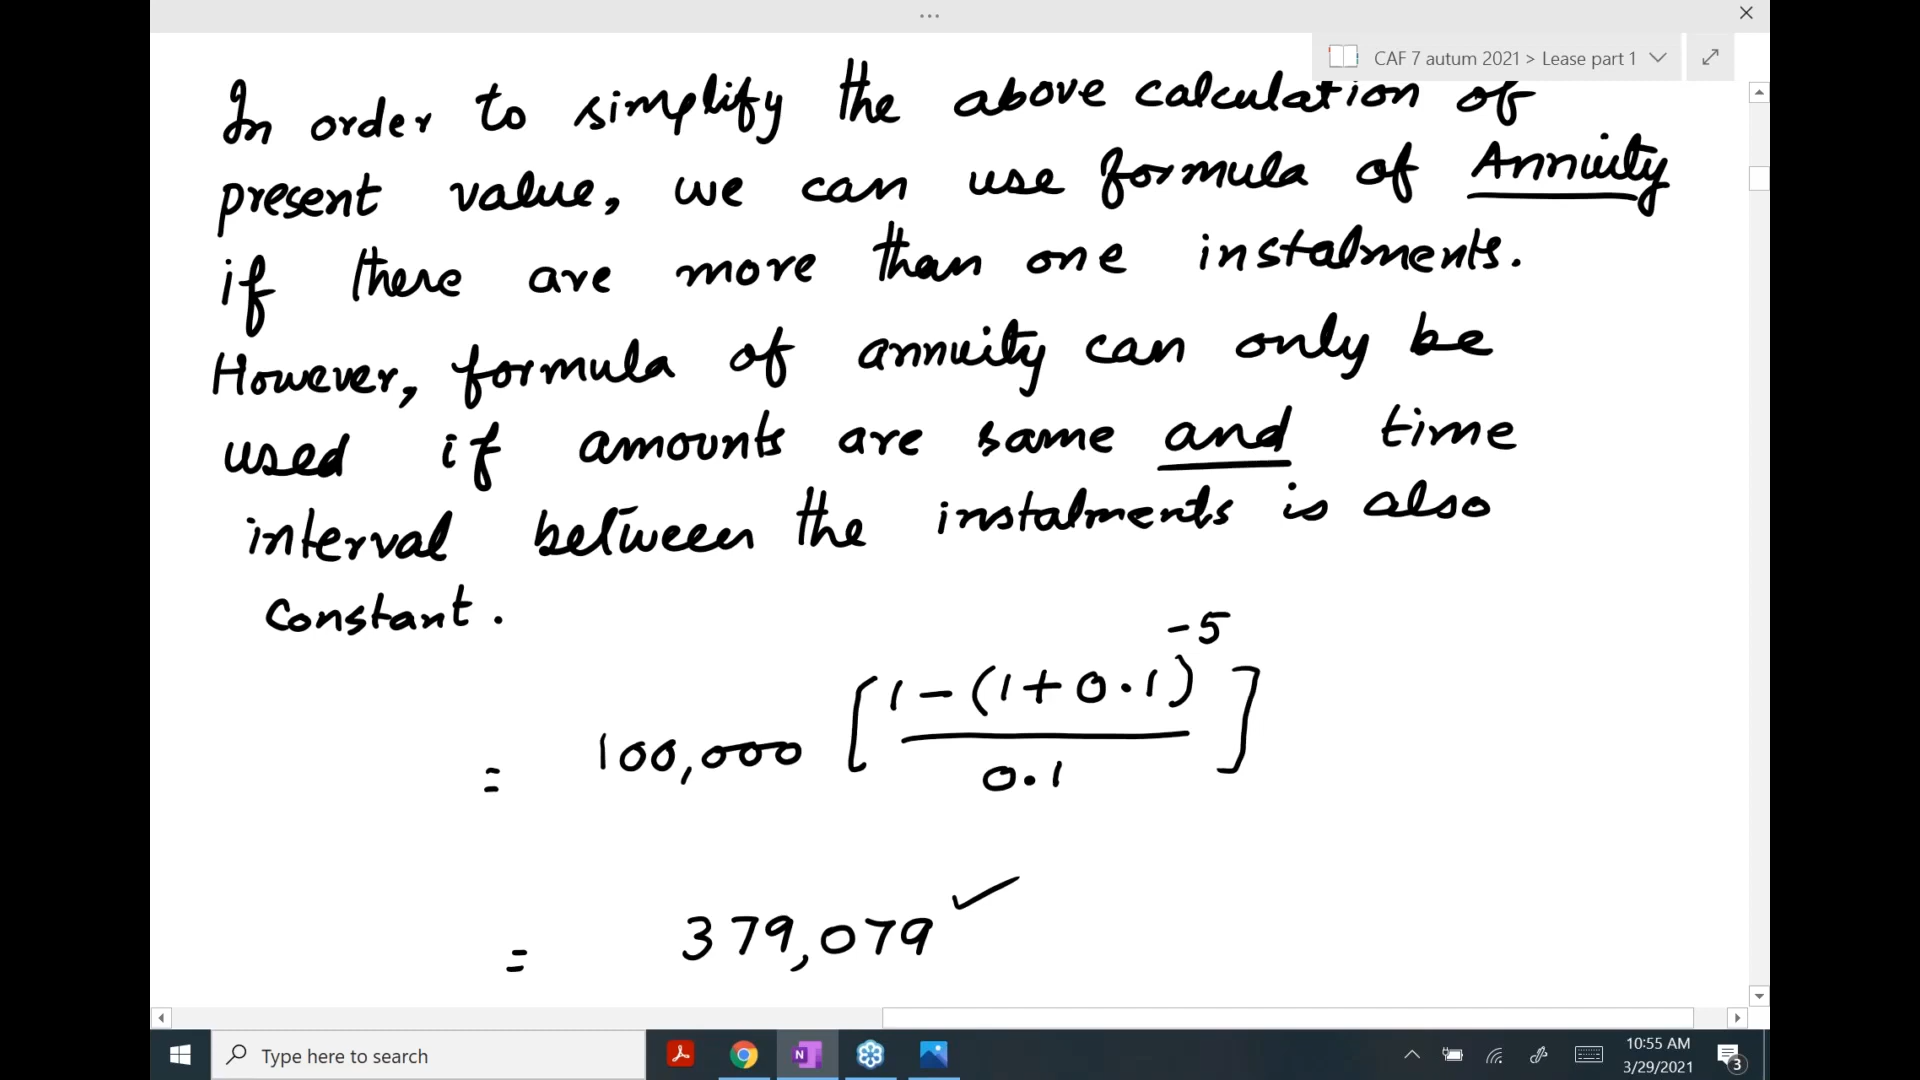 CAF 7 autum 2021 > Lease part 1
In order to simplify the above calculation of
present value, we can use formula of Annuity
if there are more than one instalments.
However, formula of annuity can only be
used if amounts are same and time
interval between the instalments is also
constant.
= 100,000 [1-(1+0.1)^-5 / 0.1]
= 379,079 ✓
Type here to search
10:55 AM
3/29/2021
3